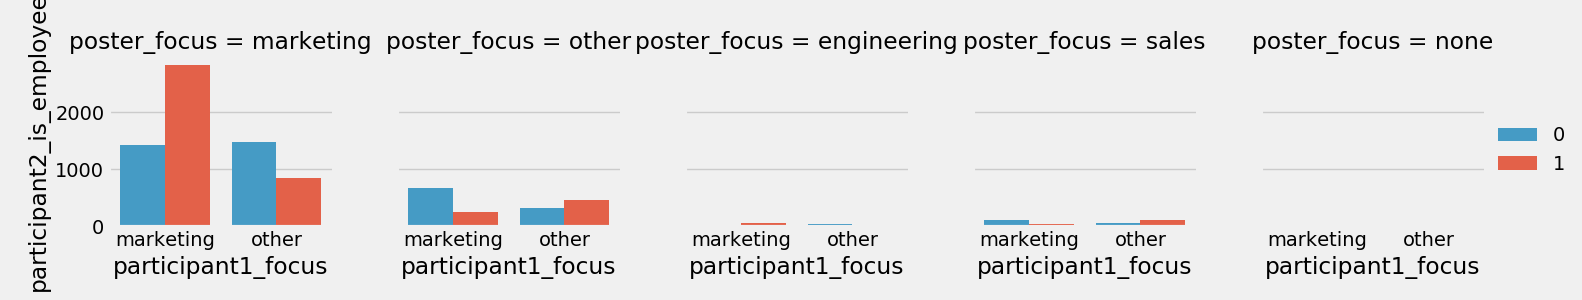 poster_focus = marketing
poster_focus = other
poster_focus = engineering
poster_focus = sales
poster_focus = none
participant2_is_employee
2000
1000
0
marketing other
participant1_focus
marketing other
participant1_focus
marketing other
participant1_focus
marketing other
participant1_focus
marketing other
participant1_focus
0
1